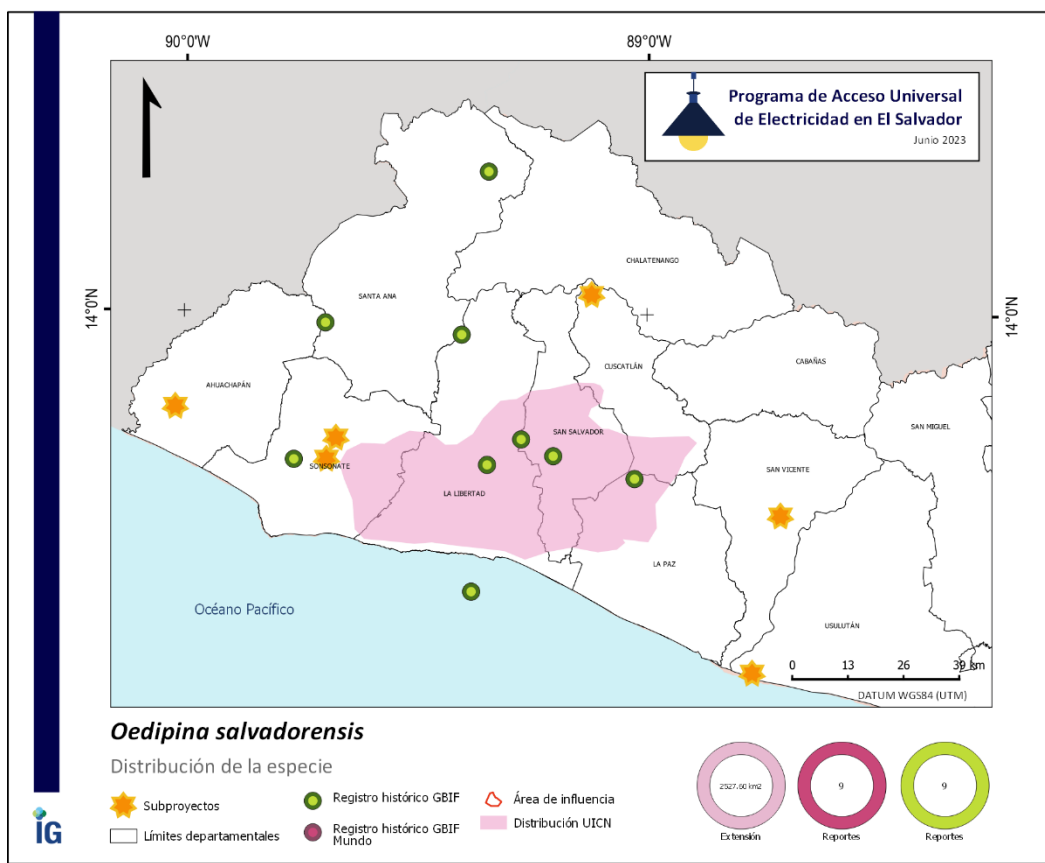 90°0'W
89°0'W
Programa de Acceso Universal
de Electricidad en El Salvador
Junio 2023
CHALATENANGO
SANTA ANA
14°0'N
14°0'N
CABAÑAS
CUSCATLÁN
AHUACHAPÁN
SAN MIGUEL
SAN SALVADOR
SONSONATE
SAN VICENTE
LA LIBERTAD
LA PAZ
Océano Pacífico
USULUTÁN
0 13 26 39 km
DATUM WGS84 (UTM)
Oedipina salvadorensis
Distribución de la especie
Subproyectos
Límites departamentales
Registro histórico GBIF
Registro histórico GBIF
Mundo
Área de influencia
Distribución UICN
2527.60 km2
Extensión
9
Reportes
9
Reportes
IG